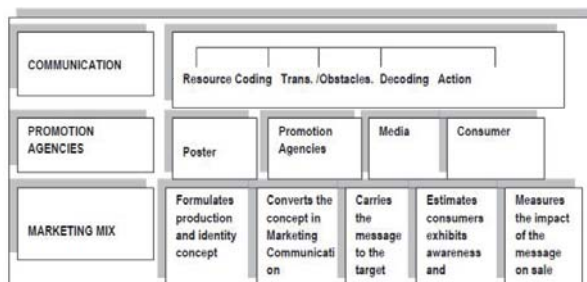 COMMUNICATION
Resource Coding Trans. /Obstacles. Decoding Action
PROMOTION
AGENCIES
Poster
Promotion
Agencies
Media
Consumer
MARKETING MIX
Formulates
production
and identity
concept
Converts the
concept in
Marketing
Communicati
on
Carries
the
message
to the
target
Estimates
consumers
exhibits
awareness
and
Measures
the impact
of the
message
on sale